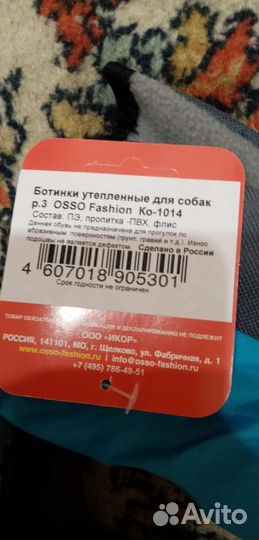 Ботинки утепленные для собак
р.3 OSSO Fashion Ко-1014
Состав: ПЭ, пропитка -ПВХ, флис
Данная обувь не предназначена для прогулок по
абразивным поверхностям (грунт, гравий и т.д.). Износ
подошвы не является дефектом. Сделано в России
4 607018 905301
Срок годности не ограничен
ТОВАР ОБЯЗАТЕЛЬНОЙ И ДЕКЛАРИРОВАНИЮ НЕ ПОДЛЕЖИТ
ООО "ИКОР"
РОССИЯ, 141101, МО, г. Щелково, ул. Фабричная, д. 1
www.osso-fashion.ru
info@osso-fashion.ru
+7 (495) 786-49-51
Avito